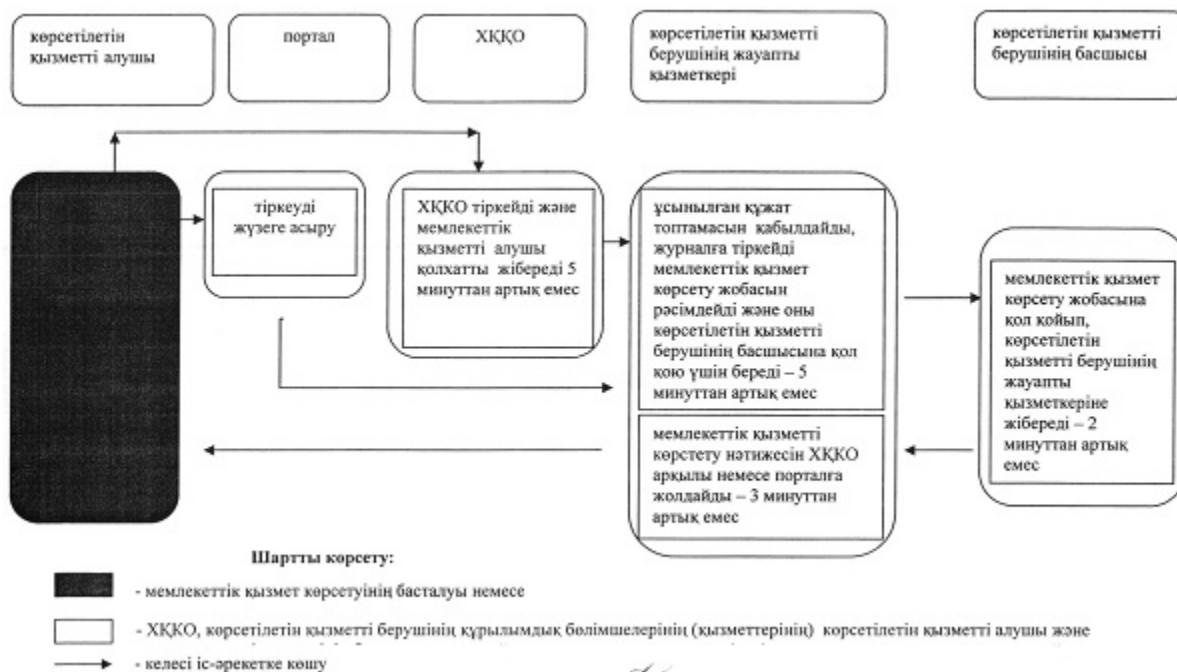 көрсетілетін
қызметті алушы
портал
ХҚҚО
көрсетілетін қызметті
берушінің жауапты
қызметкері
көрсетілетін қызметті
берушінің басшысы
тіркеуді
жүзеге асыру
ХҚКО тіркейді және
мемлекеттік
қызметті алушы
қолхатты жібереді 5
минуттан артық емес
ұсынылған құжат
топтамасын қабылдайды,
журналға тіркейді
мемлекеттік қызмет
көрсету жобасын
рәсімдейді және оны
көрсетілетін қызметті
берушінің басшысына қол
қою үшін береді – 5
минуттан артық емес
мемлекеттік қызметті
көрстету нәтижесін ХҚКО
арқылы немесе порталға
жолдайды – 3 минуттан
артық емес
мемлекеттік қызмет
көрсету жобасына
қол қойып,
көрсетілетін
қызметті берушінің
жауапты
қызметкеріне
жібереді – 2
минуттан артық
емес
Шартты көрсету:
- мемлекеттік қызмет көрсетуінің басталуы немесе
- ХҚКО, көрсетілетін қызметті берушінің құрылымдық бөлімшелерінің (қызметтерінің) көрсетілетін қызметті алушы және
- келесі іс-әрекетке көшу